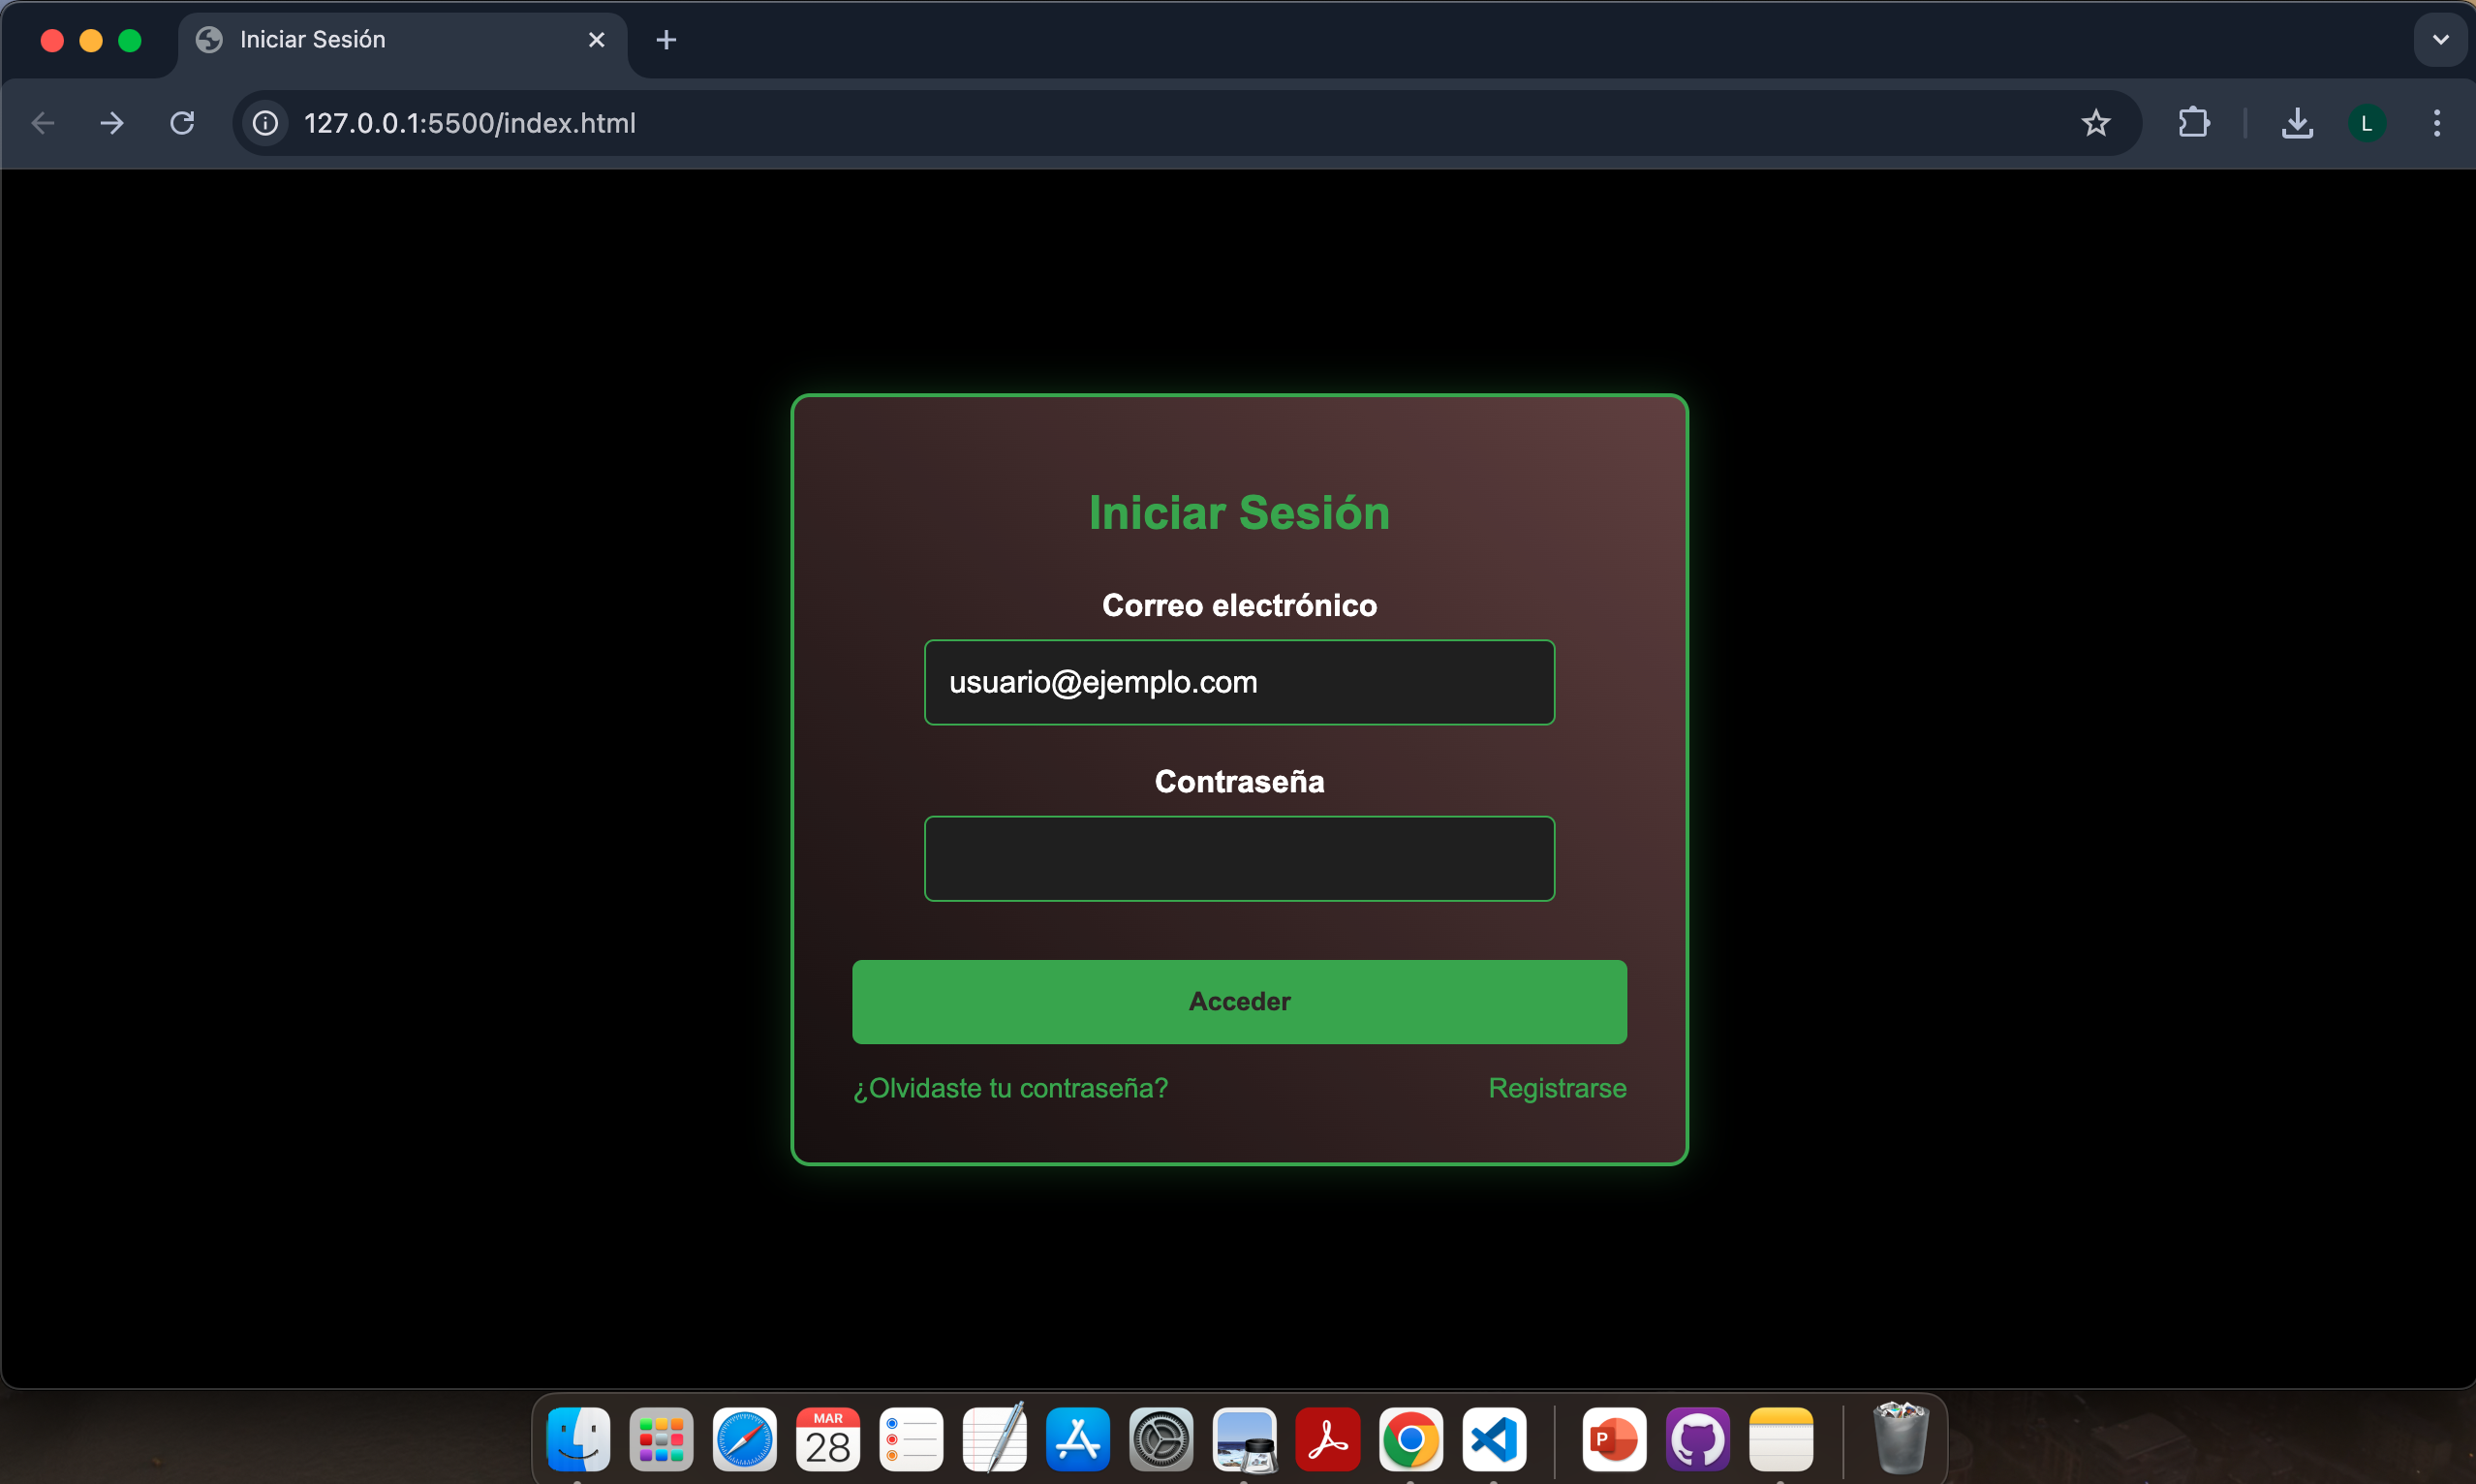 Iniciar Sesión
127.0.0.1:5500/index.html
L
Iniciar Sesión
Correo electrónico
usuario@ejemplo.com
Contraseña
Acceder
¿Olvidaste tu contraseña?
Registrarse
MAR
28
P